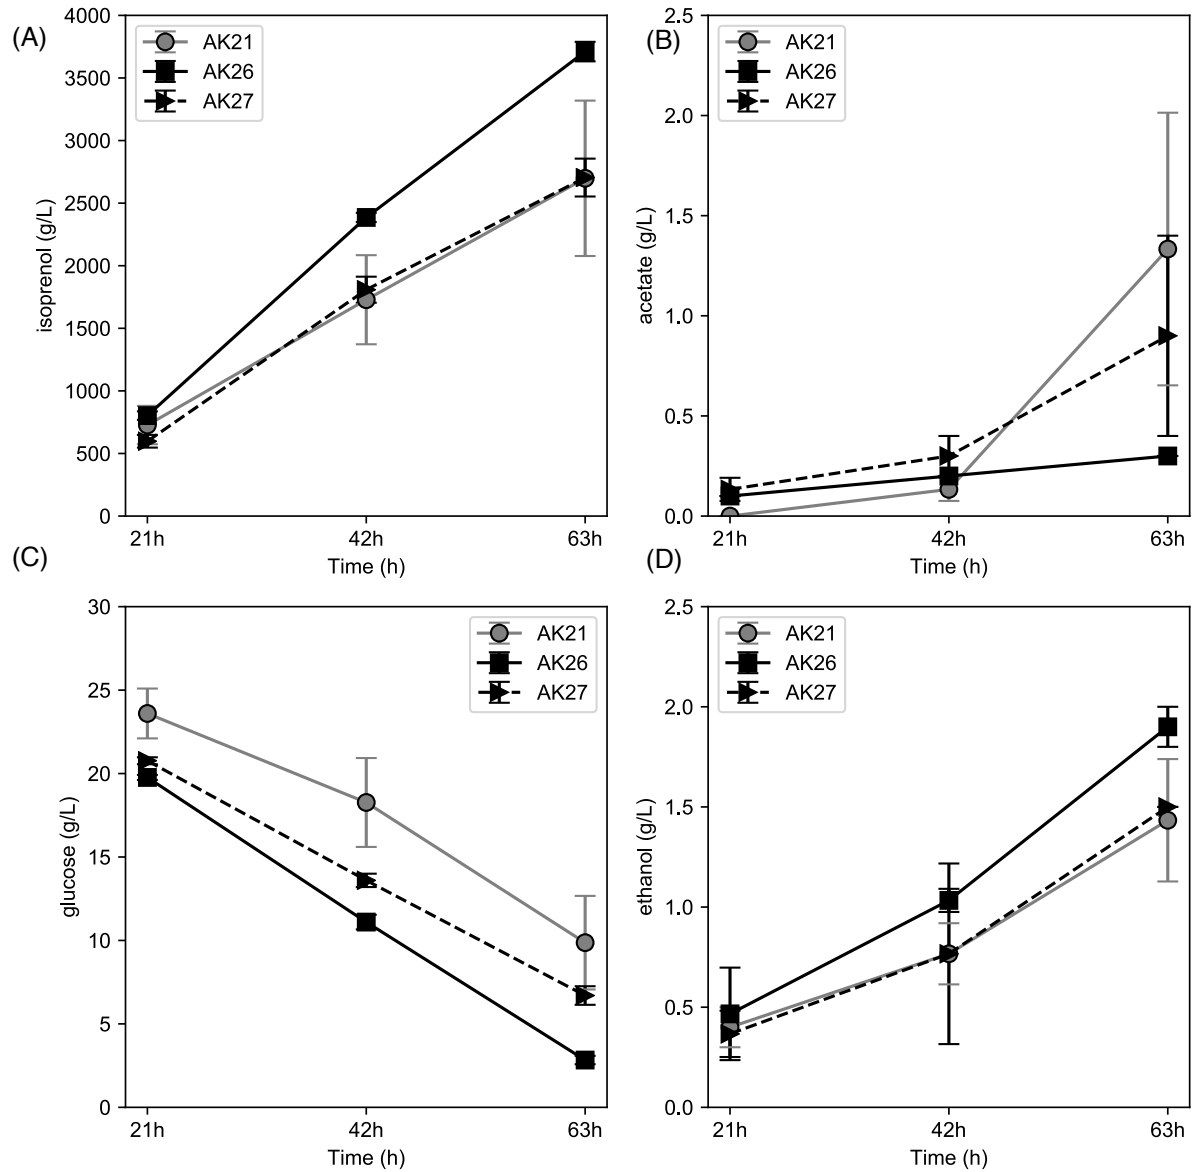 (A)
isoprenol (g/L)
4000
3500
3000
2500
2000
1500
1000
500
0
AK21
AK26
AK27
21h
42h
63h
Time (h)
(B)
acetate (g/L)
2.5
2.0
1.5
1.0
0.5
0.0
AK21
AK26
AK27
21h
42h
63h
Time (h)
(C)
glucose (g/L)
30
25
20
15
10
5
0
AK21
AK26
AK27
21h
42h
63h
Time (h)
(D)
ethanol (g/L)
2.5
2.0
1.5
1.0
0.5
0.0
AK21
AK26
AK27
21h
42h
63h
Time (h)